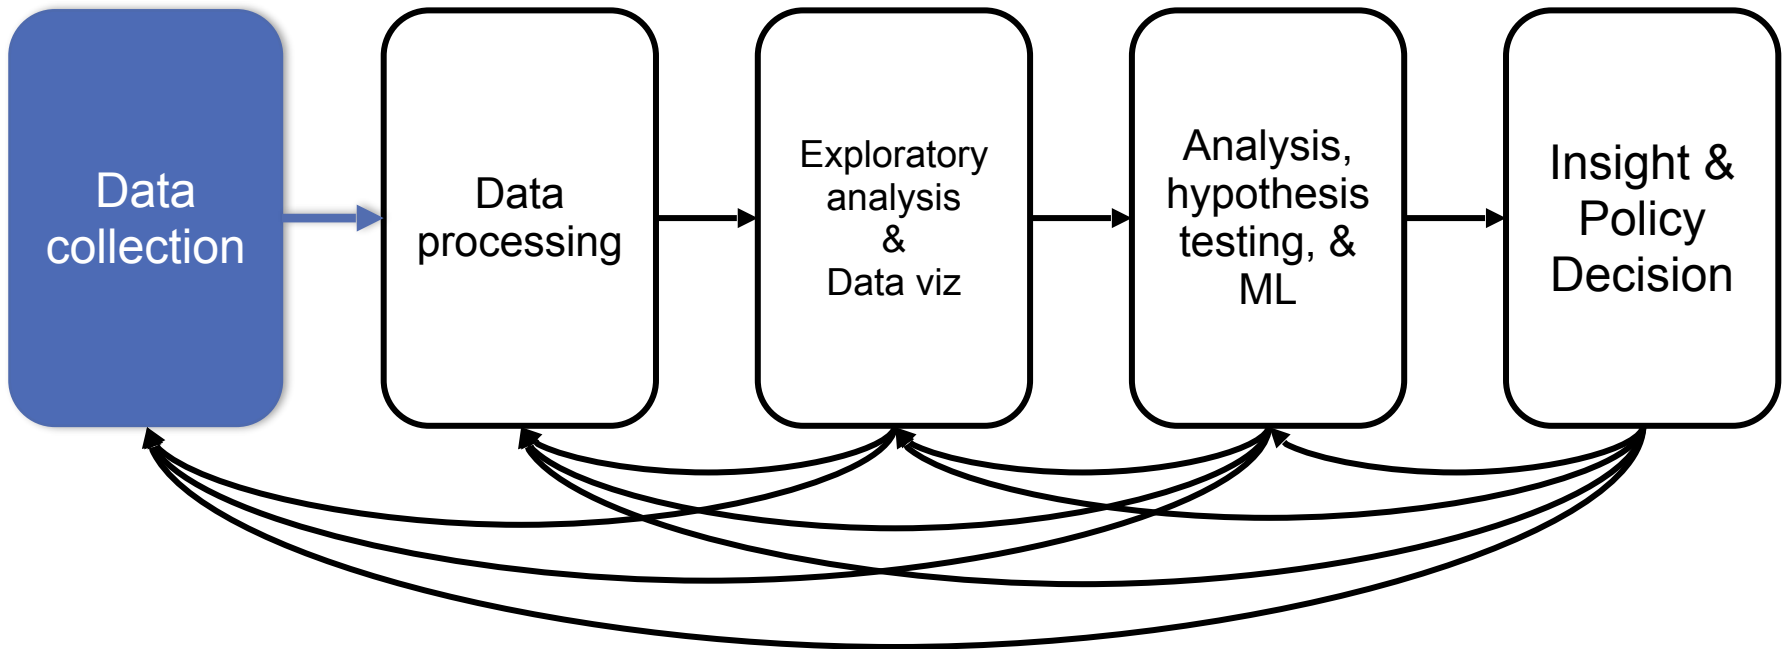 Data
collection
Data
processing
Exploratory
analysis
&
Data viz
Analysis,
hypothesis
testing, &
ML
Insight &
Policy
Decision